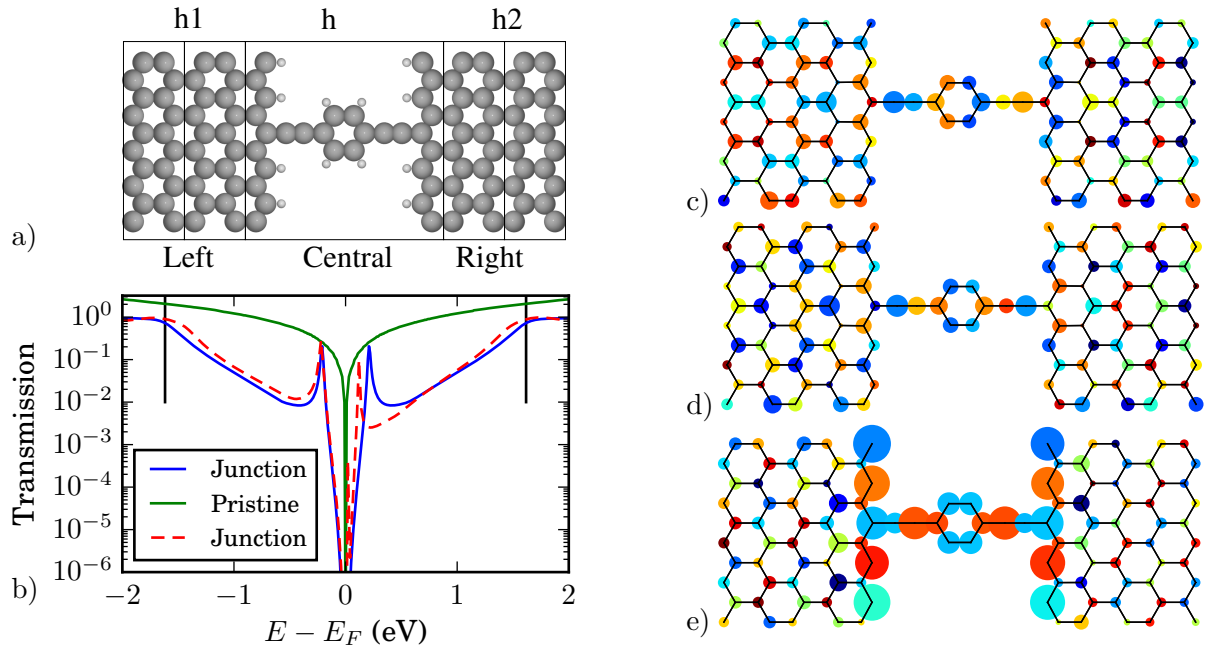 h1 h h2
a)
Left Central Right
Transmission
10^0
10^-1
10^-2
10^-3
10^-4
10^-5
10^-6
Junction
Pristine
Junction
b)
−2 −1 0 1 2
E − E_F (eV)
c)
d)
e)